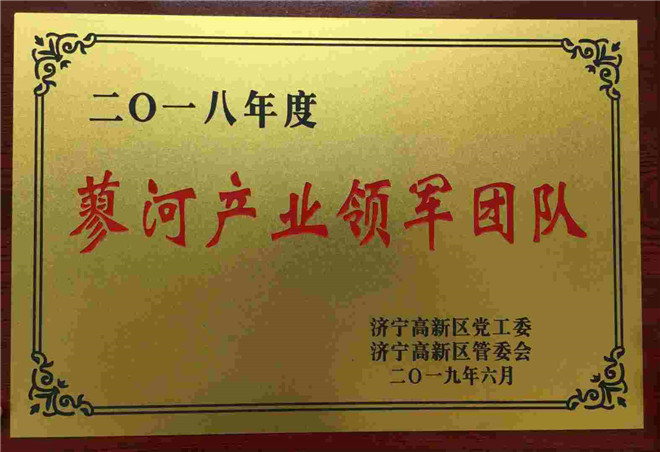 二〇一八年度
蓼河产业领军团队
济宁高新区党工委
济宁高新区管委会
二〇一九年六月